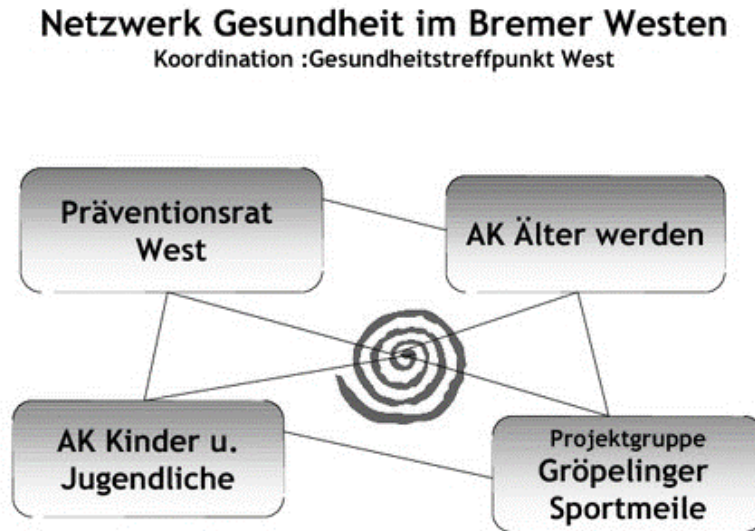 Netzwerk Gesundheit im Bremer Westen
Koordination :Gesundheitstreffpunkt West
Präventionsrat
West
AK Älter werden
AK Kinder u.
Jugendliche
Projektgruppe
Gröpelinger
Sportmeile